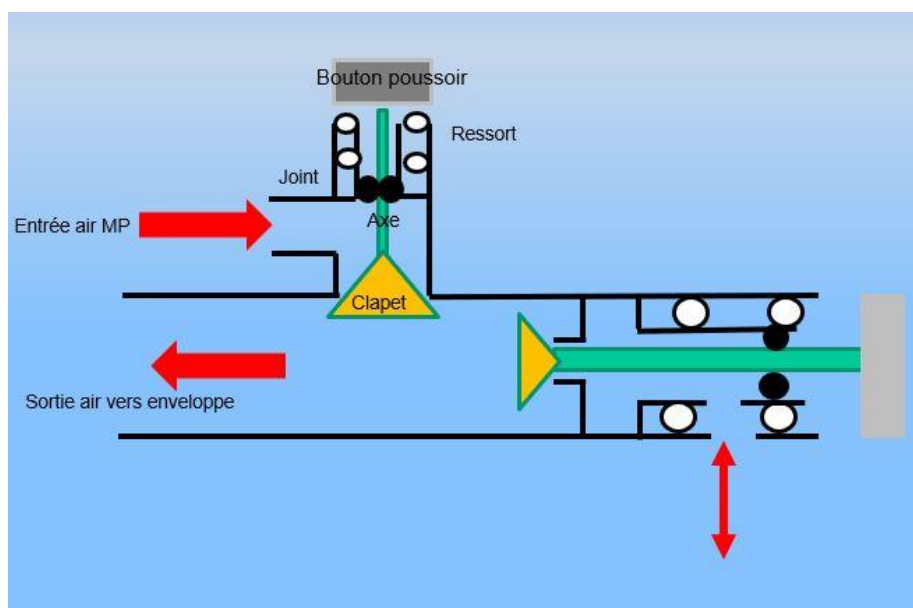 Bouton poussoir
Ressort
Joint
Entrée air MP
Axe
Clapet
Sortie air vers enveloppe